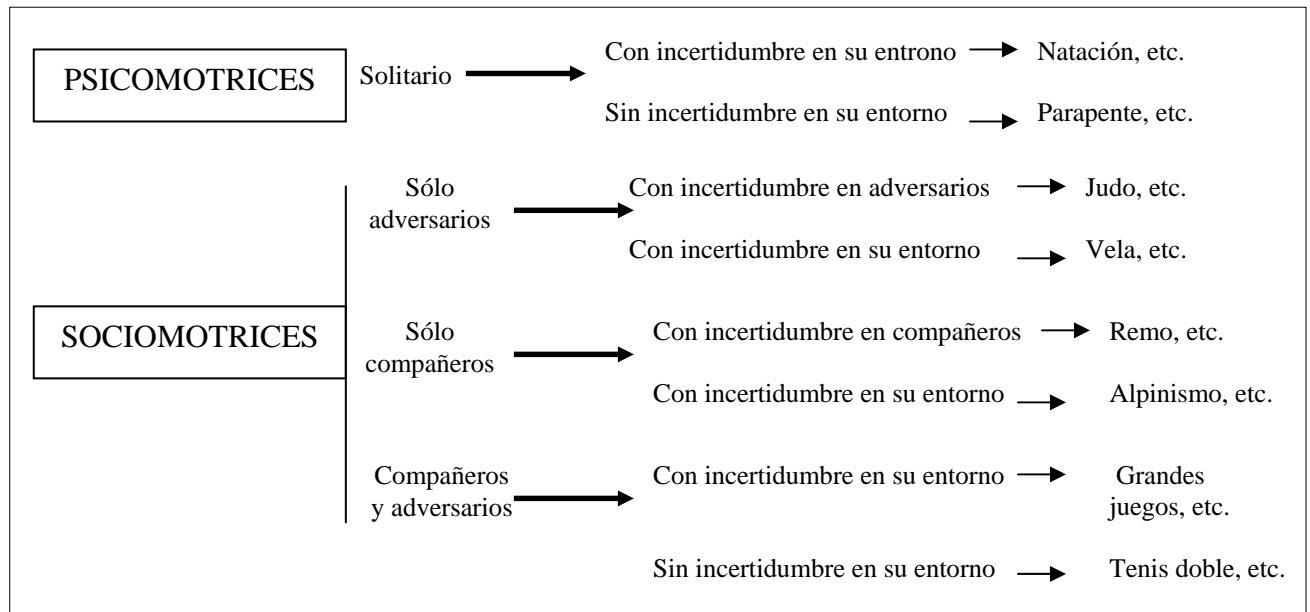 PSICOMOTRICES
Solitario
Con incertidumbre en su entrono
Natación, etc.
Sin incertidumbre en su entorno
Parapente, etc.
SOCIOMOTRICES
Sólo
adversarios
Con incertidumbre en adversarios
Judo, etc.
Con incertidumbre en su entorno
Vela, etc.
Sólo
compañeros
Con incertidumbre en compañeros
Remo, etc.
Con incertidumbre en su entorno
Alpinismo, etc.
Compañeros
y adversarios
Con incertidumbre en su entorno
Grandes
juegos, etc.
Sin incertidumbre en su entorno
Tenis doble, etc.